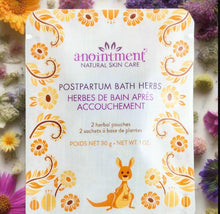 anointment
NATURAL SKIN CARE
POSTPARTUM BATH HERBS
HERBES DE BAIN APRÈS
ACCOUCHEMENT
2 herbal pouches
2 sachets à base de plantes
POIDS NET 30 g • NET WT 1 OZ.